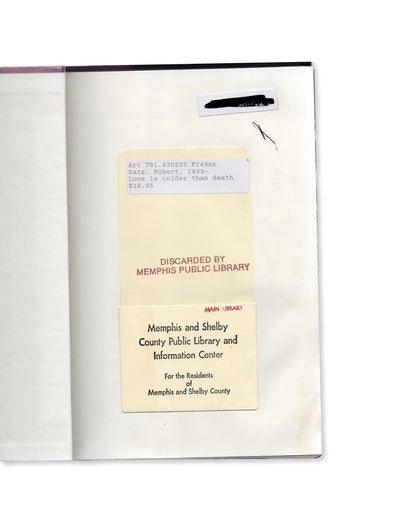 Art 791.430233 F249xk
Katz, Robert, 1933-
Love is colder than death
$19.95
DISCARDED BY
MEMPHIS PUBLIC LIBRARY
MAIN LIBRARY
Memphis and Shelby
County Public Library and
Information Center
For the Residents
of
Memphis and Shelby County